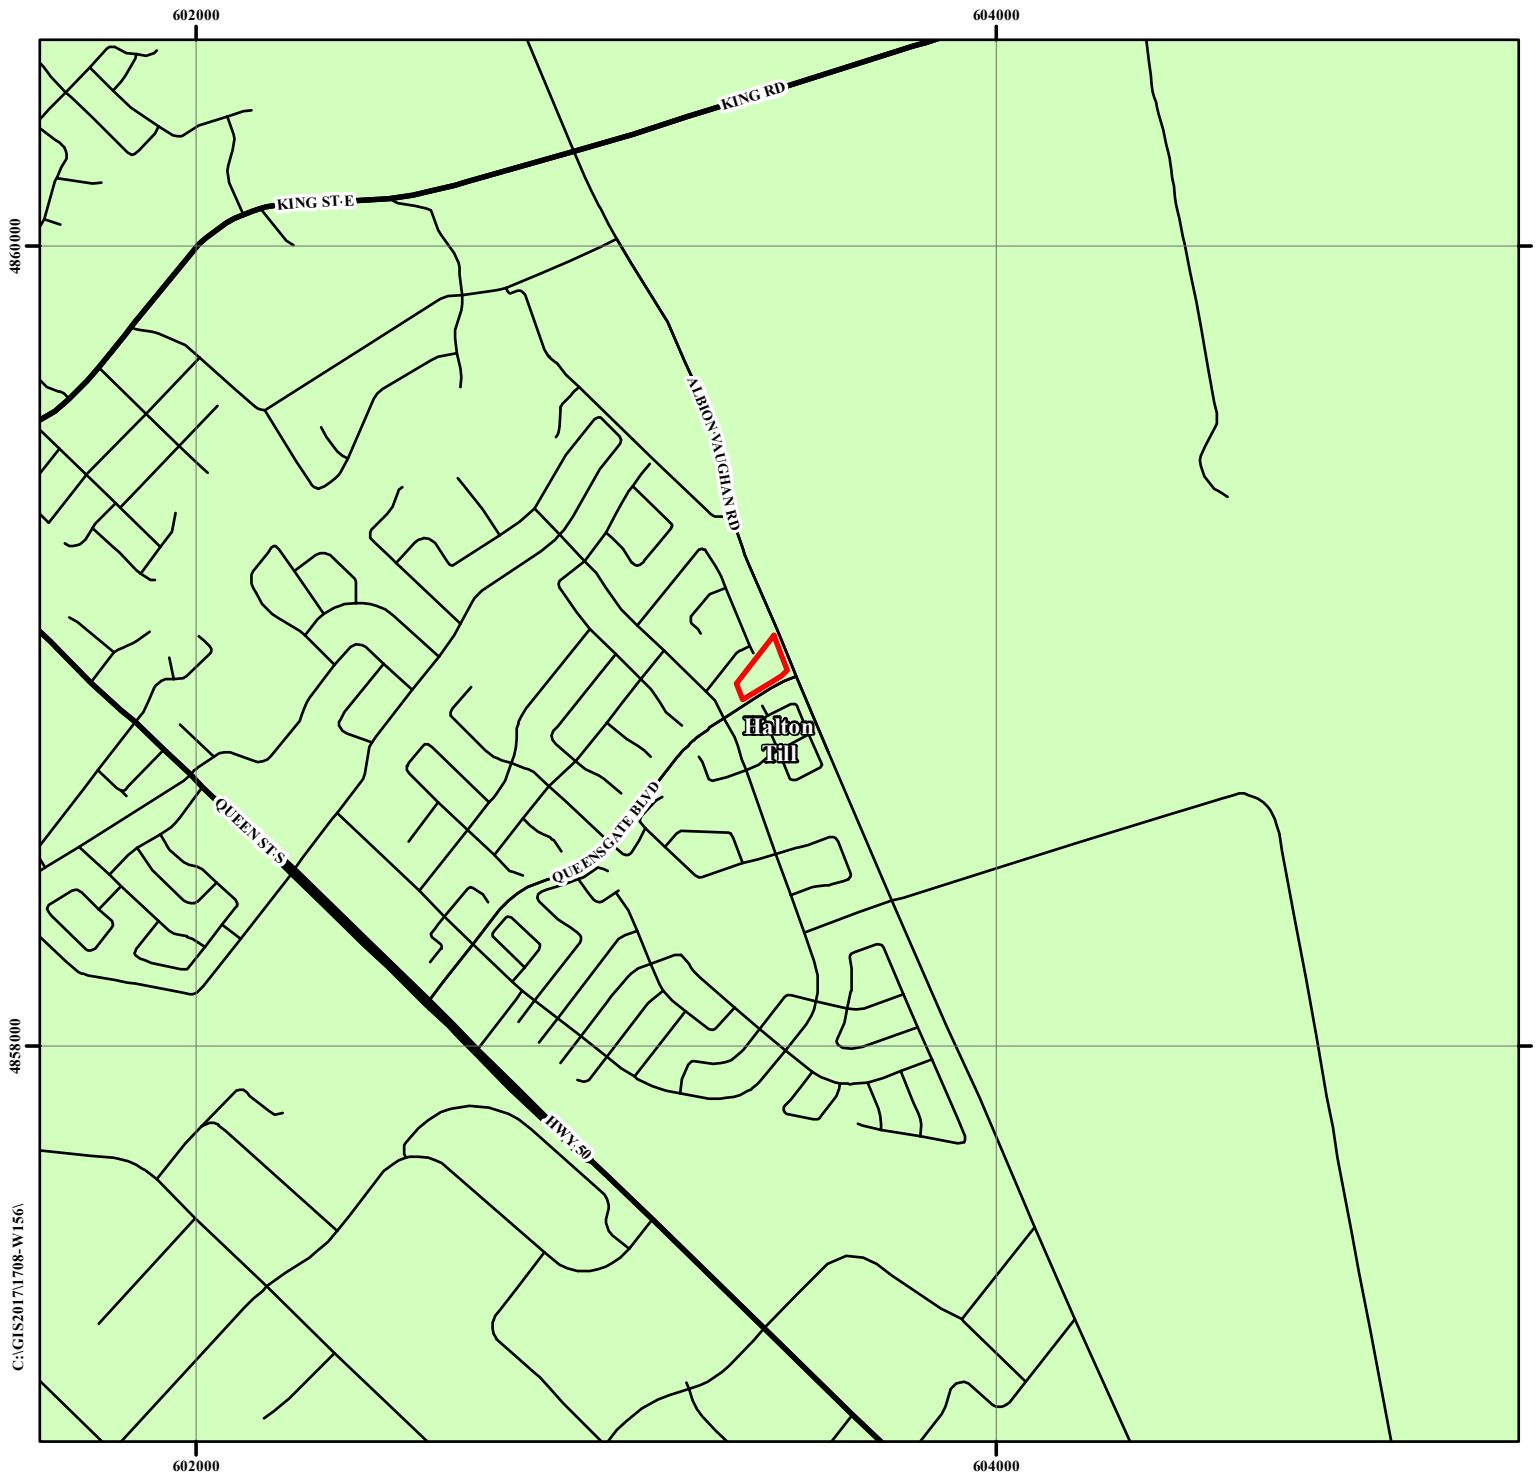 602000
604000
KING RD
KING ST E
4860000
4860000
ALBION VAUGHAN RD
Halton
Till
QUEENSGATE BLVD
QUEEN ST S
4858000
HWY 50
C:\GIS2017\1708-W156\
602000
604000